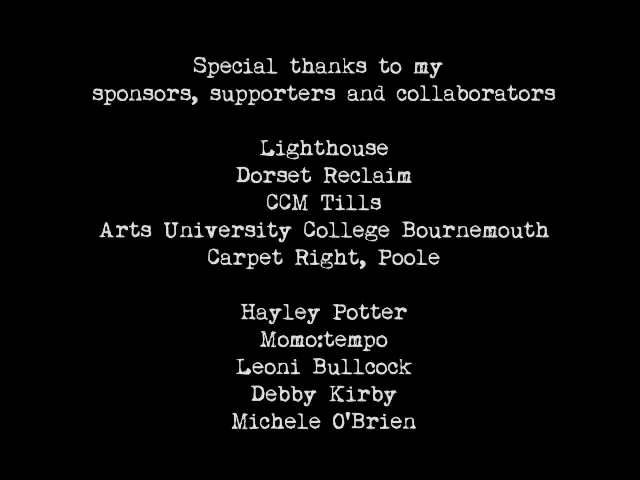 Special thanks to my
sponsors, supporters and collaborators
Lighthouse
Dorset Reclaim
CCM Tills
Arts University College Bournemouth
Carpet Right, Poole
Hayley Potter
Momo:tempo
Leoni Bullcock
Debby Kirby
Michele O'Brien